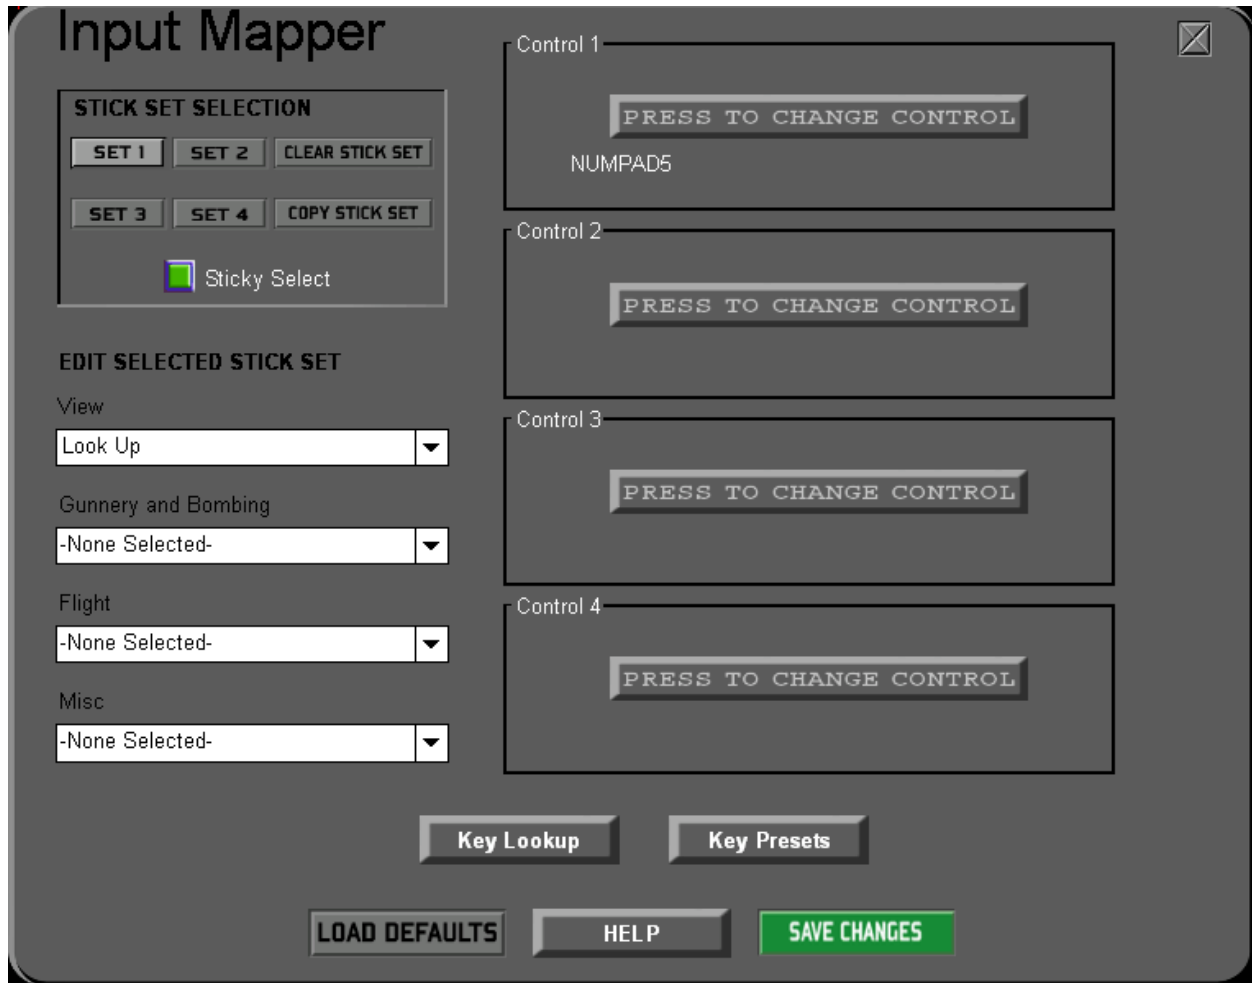 Input Mapper
STICK SET SELECTION
SET 1 SET 2 CLEAR STICK SET
SET 3 SET 4 COPY STICK SET
Sticky Select
EDIT SELECTED STICK SET
View
Look Up
Gunnery and Bombing
-None Selected-
Flight
-None Selected-
Misc
-None Selected-
Control 1
PRESS TO CHANGE CONTROL
NUMPAD5
Control 2
PRESS TO CHANGE CONTROL
Control 3
PRESS TO CHANGE CONTROL
Control 4
PRESS TO CHANGE CONTROL
Key Lookup Key Presets
LOAD DEFAULTS HELP SAVE CHANGES